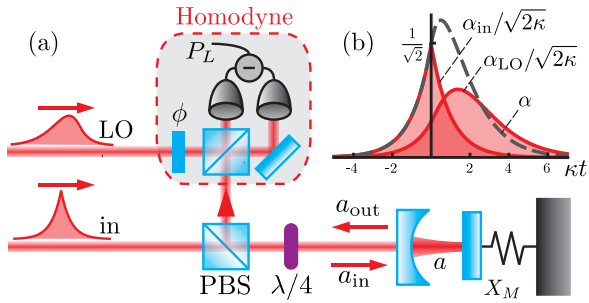 Homodyne
(a)
P_L
−
ϕ
LO
in
PBS
λ/4
a_out
a_in
a
X_M
(b)
1/√2
α_in/√2κ
α_LO/√2κ
α
-4 -2 2 4 6 κt